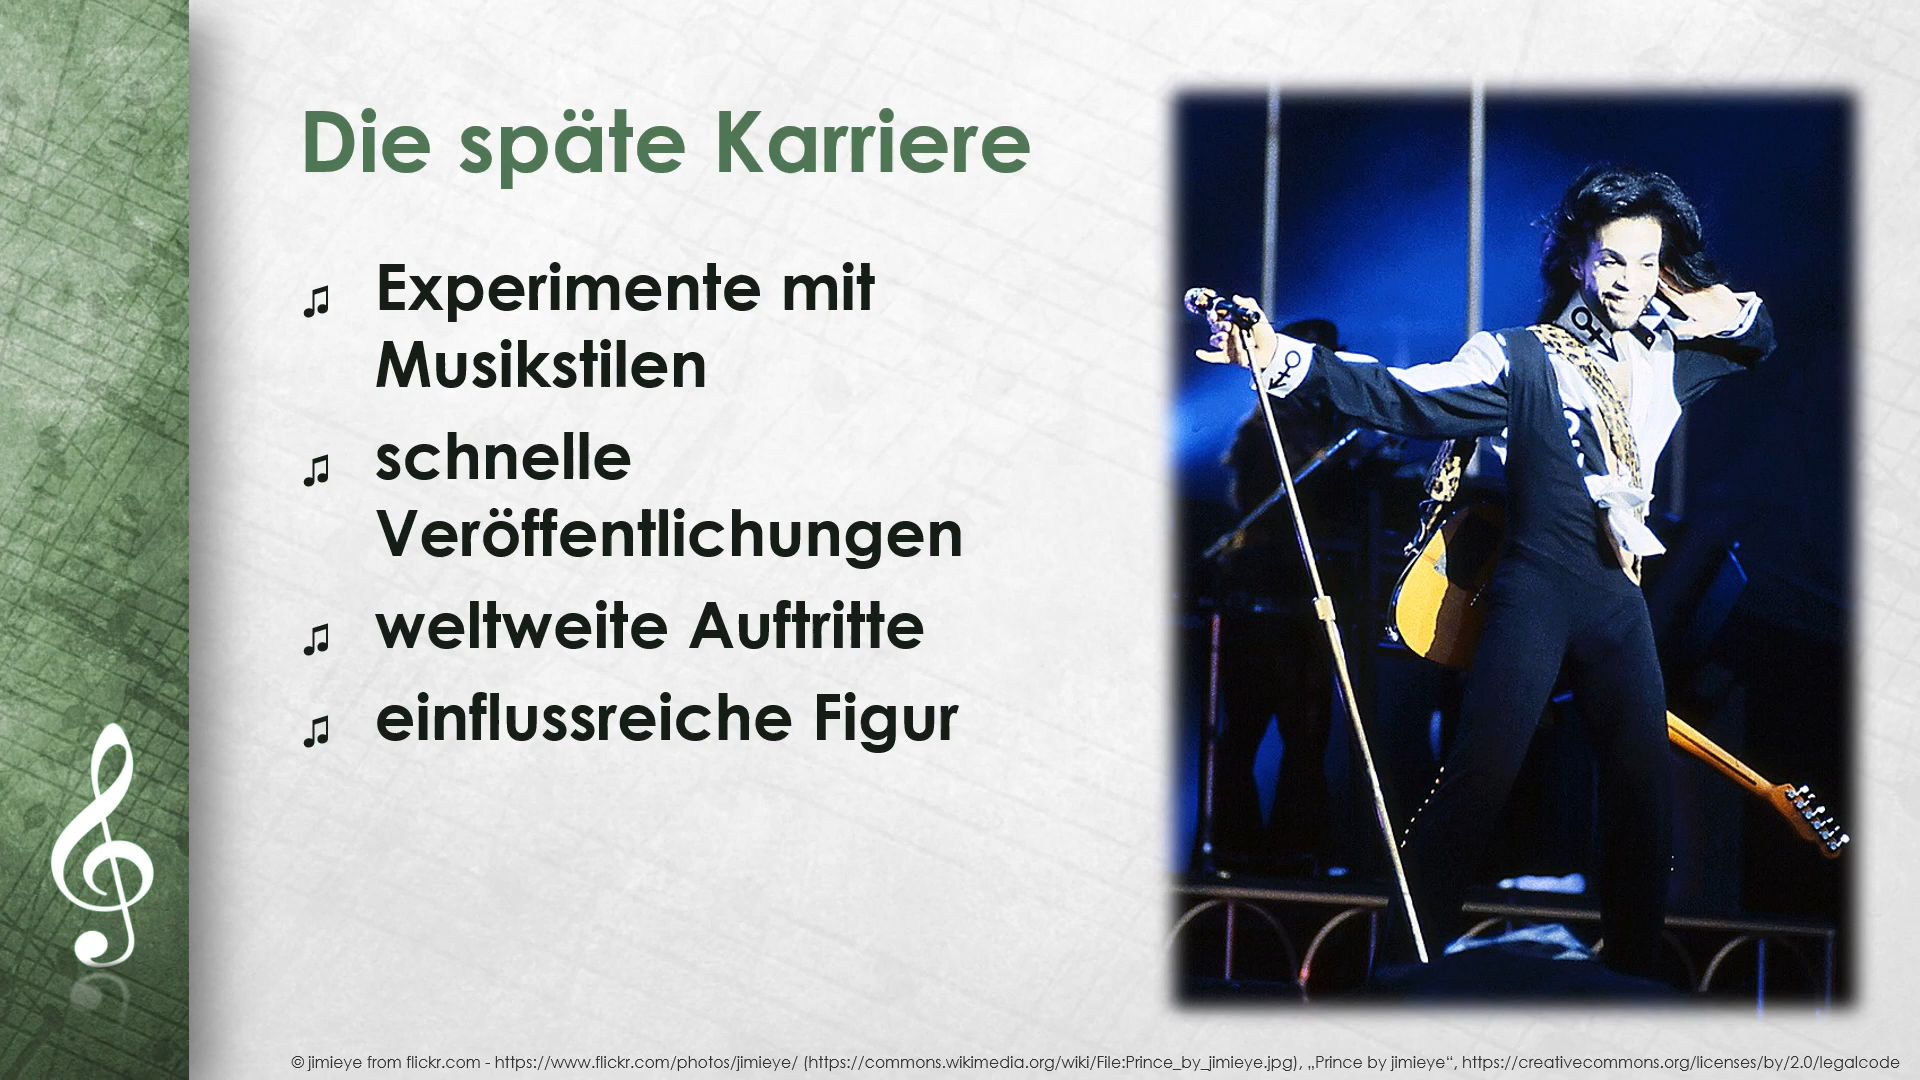 Die späte Karriere
♫ Experimente mit
Musikstilen
♫ schnelle
Veröffentlichungen
♫ weltweite Auftritte
♫ einflussreiche Figur
© jimieye from flickr.com - https://www.flickr.com/photos/jimieye/ (https://commons.wikimedia.org/wiki/File:Prince_by_jimieye.jpg), „Prince by jimieye“, https://creativecommons.org/licenses/by/2.0/legalcode